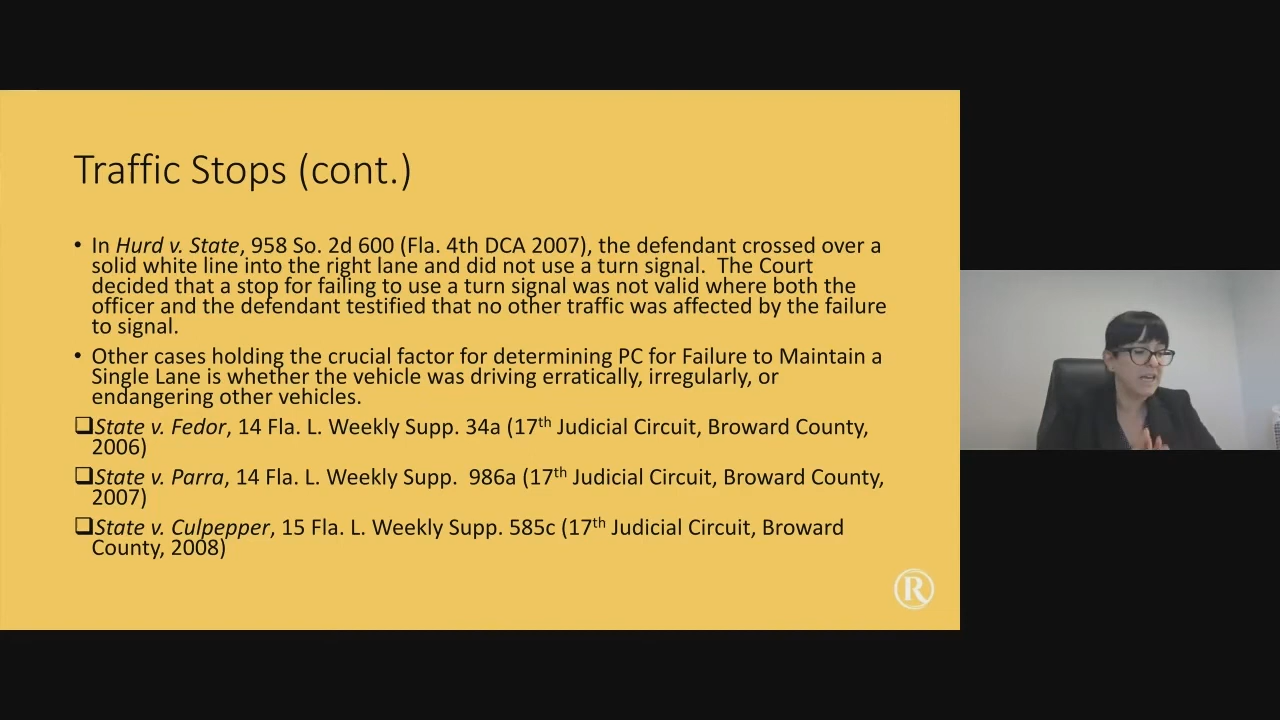 Traffic Stops (cont.)
• In Hurd v. State, 958 So. 2d 600 (Fla. 4th DCA 2007), the defendant crossed over a
solid white line into the right lane and did not use a turn signal.  The Court
decided that a stop for failing to use a turn signal was not valid where both the
officer and the defendant testified that no other traffic was affected by the failure
to signal.
• Other cases holding the crucial factor for determining PC for Failure to Maintain a
Single Lane is whether the vehicle was driving erratically, irregularly, or
endangering other vehicles.
❑State v. Fedor, 14 Fla. L. Weekly Supp. 34a (17th Judicial Circuit, Broward County,
2006)
❑State v. Parra, 14 Fla. L. Weekly Supp.  986a (17th Judicial Circuit, Broward County,
2007)
❑State v. Culpepper, 15 Fla. L. Weekly Supp. 585c (17th Judicial Circuit, Broward
County, 2008)
R